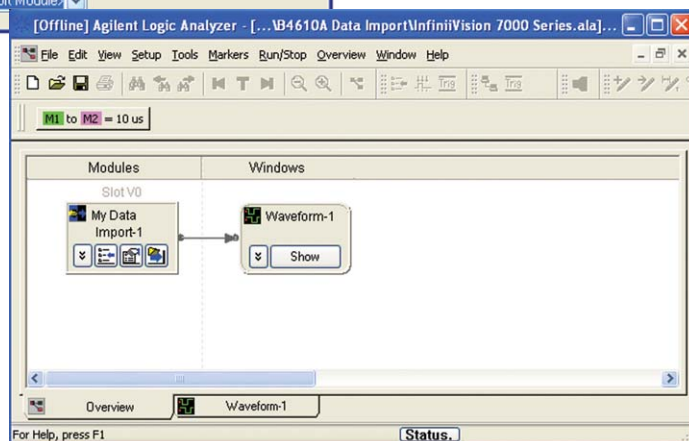 [Offline] Agilent Logic Analyzer - [...\B4610A Data Import\InfiniiVision 7000 Series.ala]...
File Edit View Setup Tools Markers Run/Stop Overview Window Help
M1 to M2 = 10 us
Modules Windows
Slot V0
My Data
Import-1
Waveform-1
Show
Overview Waveform-1
For Help, press F1 Status.